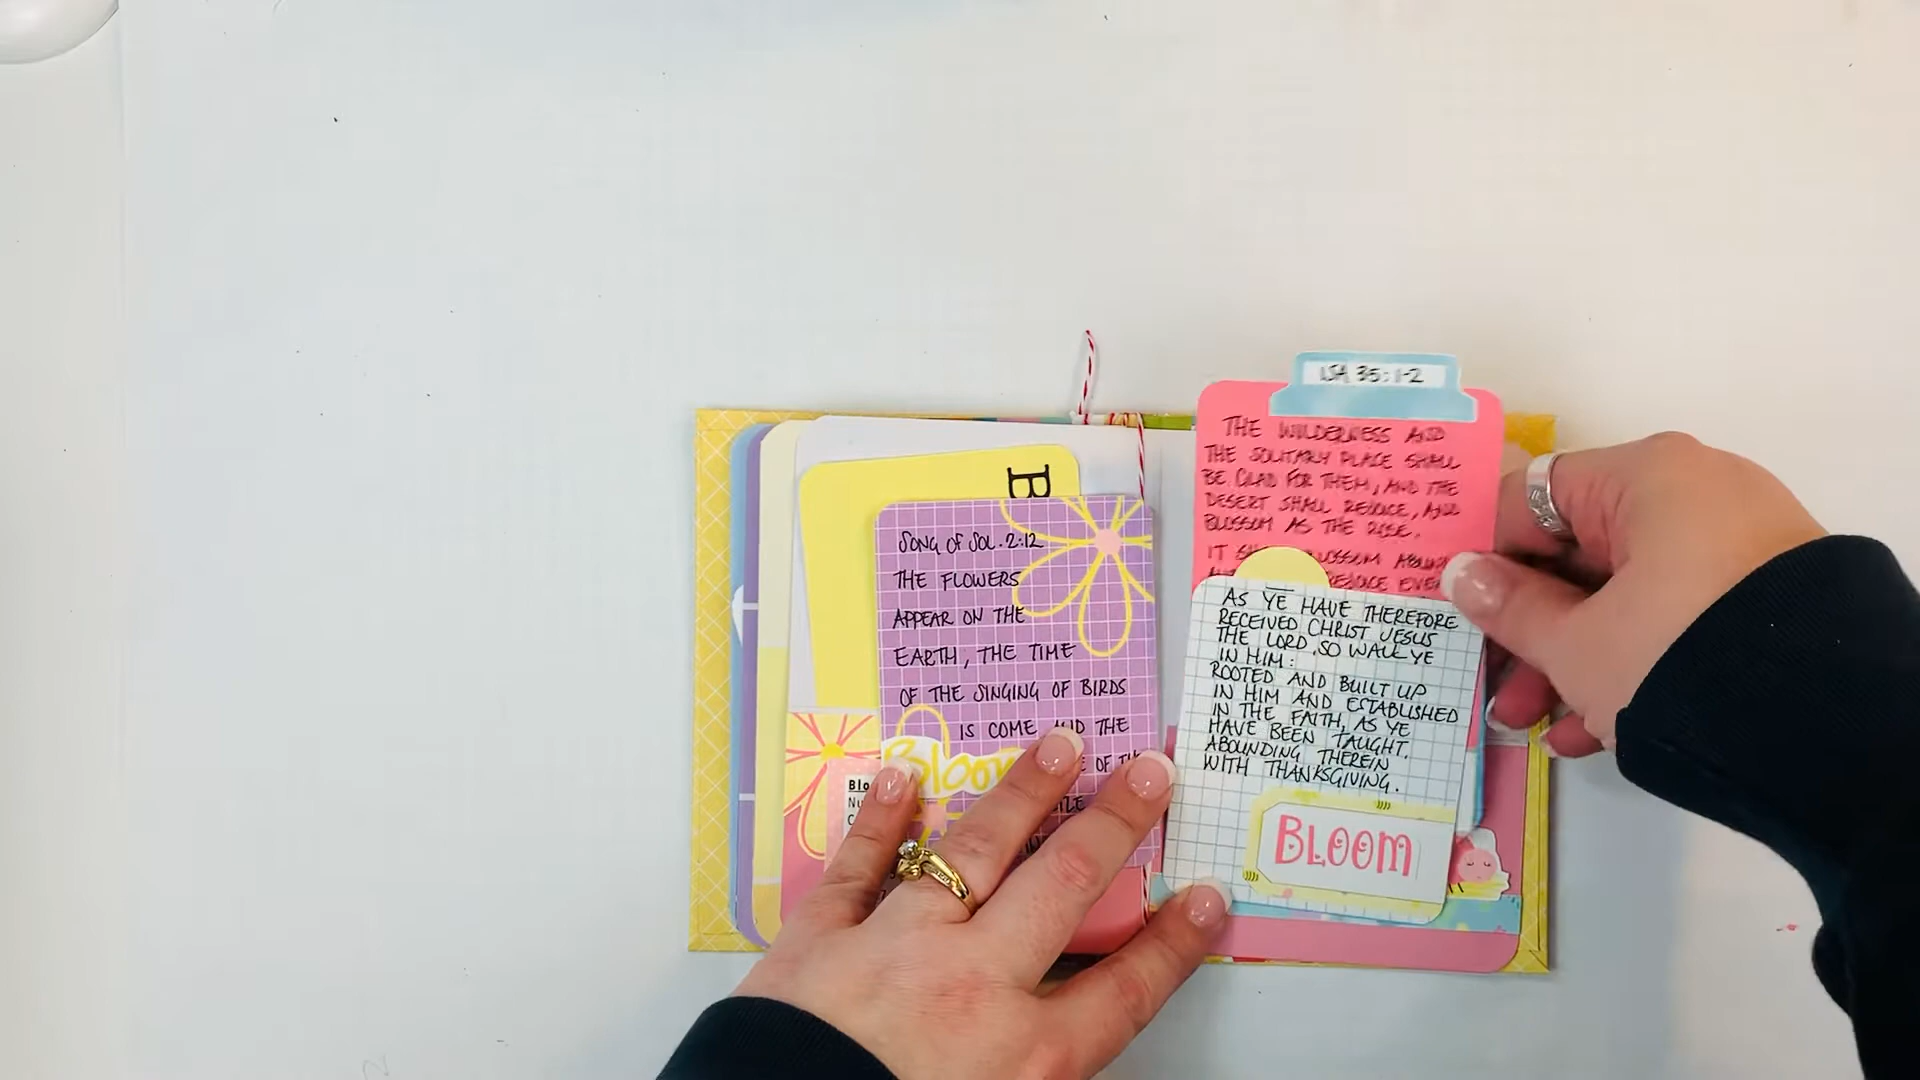 B
SONG OF SOL. 2:12
THE FLOWERS
APPEAR ON THE
EARTH, THE TIME
OF THE SINGING OF BIRDS
IS COME AND THE
OF
Bloom
Blo
Nu
C
ISA 35:1-2
THE WILDERNESS AND
THE SOLITARY PLACE SHALL
BE GLAD FOR THEM, AND THE
DESERT SHALL REJOICE, AND
BLOSSOM AS THE ROSE.
IT
AS YE HAVE THEREFORE
RECEIVED CHRIST JESUS
THE LORD, SO WALK YE
IN HIM:
ROOTED AND BUILT UP
IN HIM AND ESTABLISHED
IN THE FAITH, AS YE
HAVE BEEN TAUGHT.
ABOUNDING THEREIN
WITH THANKSGIVING.
BLOOM